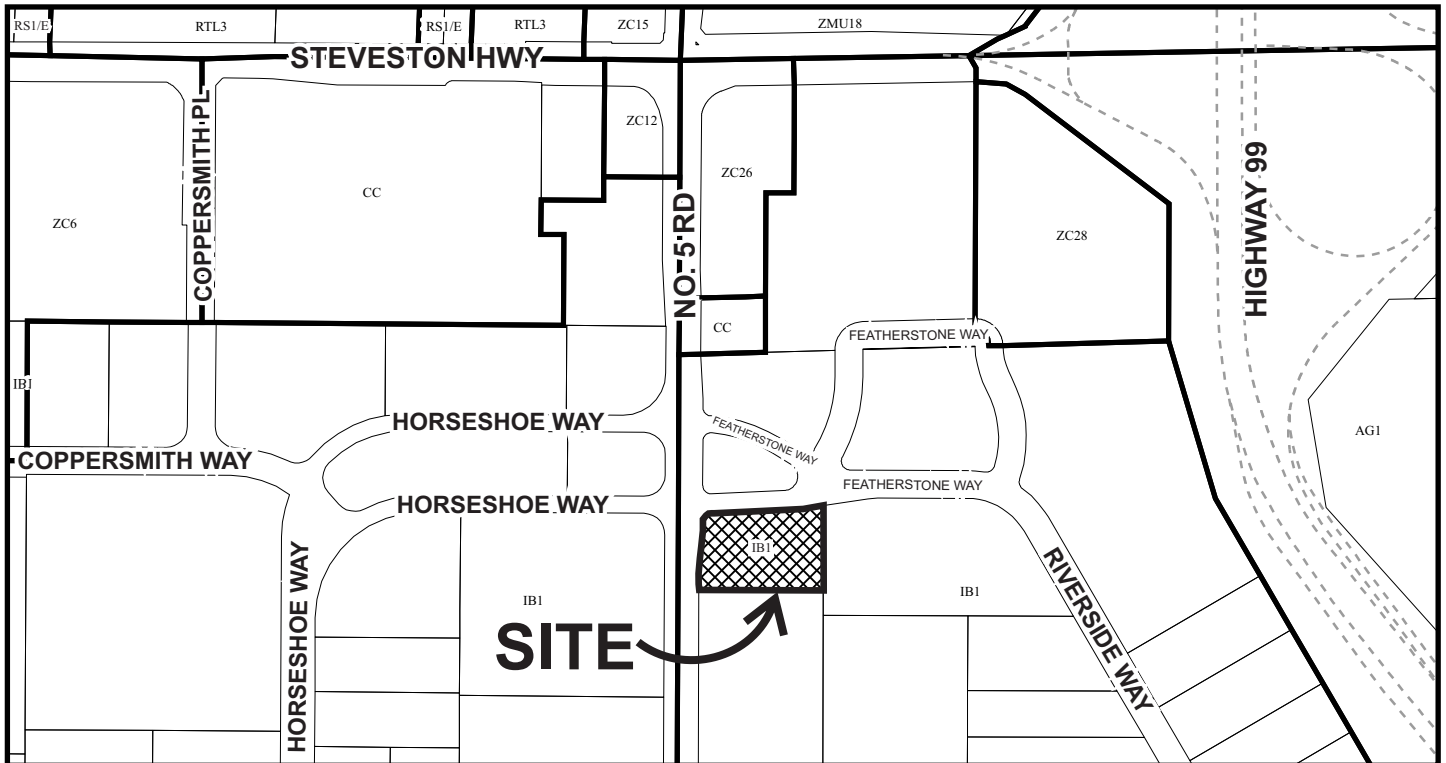 RS1/E
RTL3
RS1/E
RTL3
ZC15
ZMU18
STEVESTON HWY
COPPERSMITH PL
ZC12
ZC26
CC
ZC6
NO. 5 RD
ZC28
HIGHWAY 99
CC
FEATHERSTONE WAY
IB1
HORSESHOE WAY
FEATHERSTONE WAY
AG1
COPPERSMITH WAY
FEATHERSTONE WAY
HORSESHOE WAY
IB1
HORSESHOE WAY
IB1
IB1
RIVERSIDE WAY
SITE